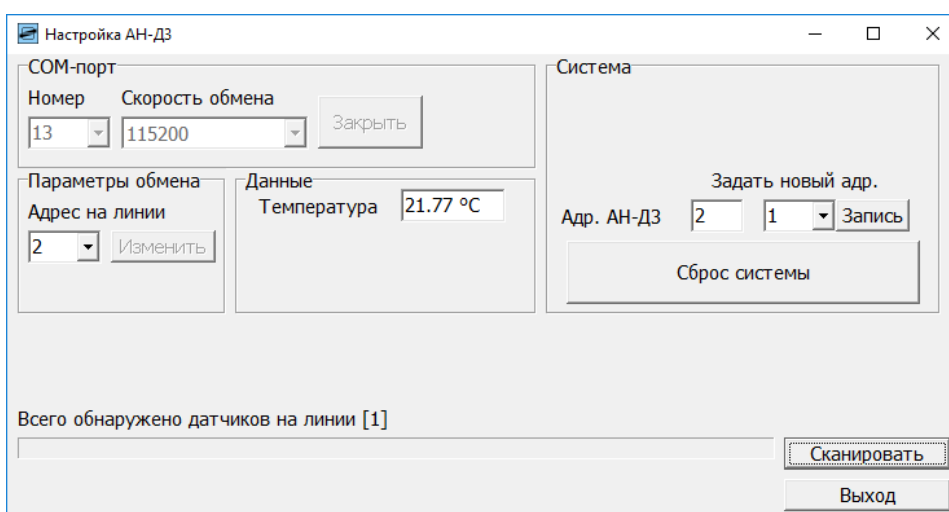 Настройка АН-Д3
COM-порт
Номер
Скорость обмена
13
115200
Закрыть
Параметры обмена
Адрес на линии
2
Изменить
Данные
Температура
21.77 °C
Система
Задать новый адр.
Адр. АН-Д3
2
1
Запись
Сброс системы
Всего обнаружено датчиков на линии [1]
Сканировать
Выход